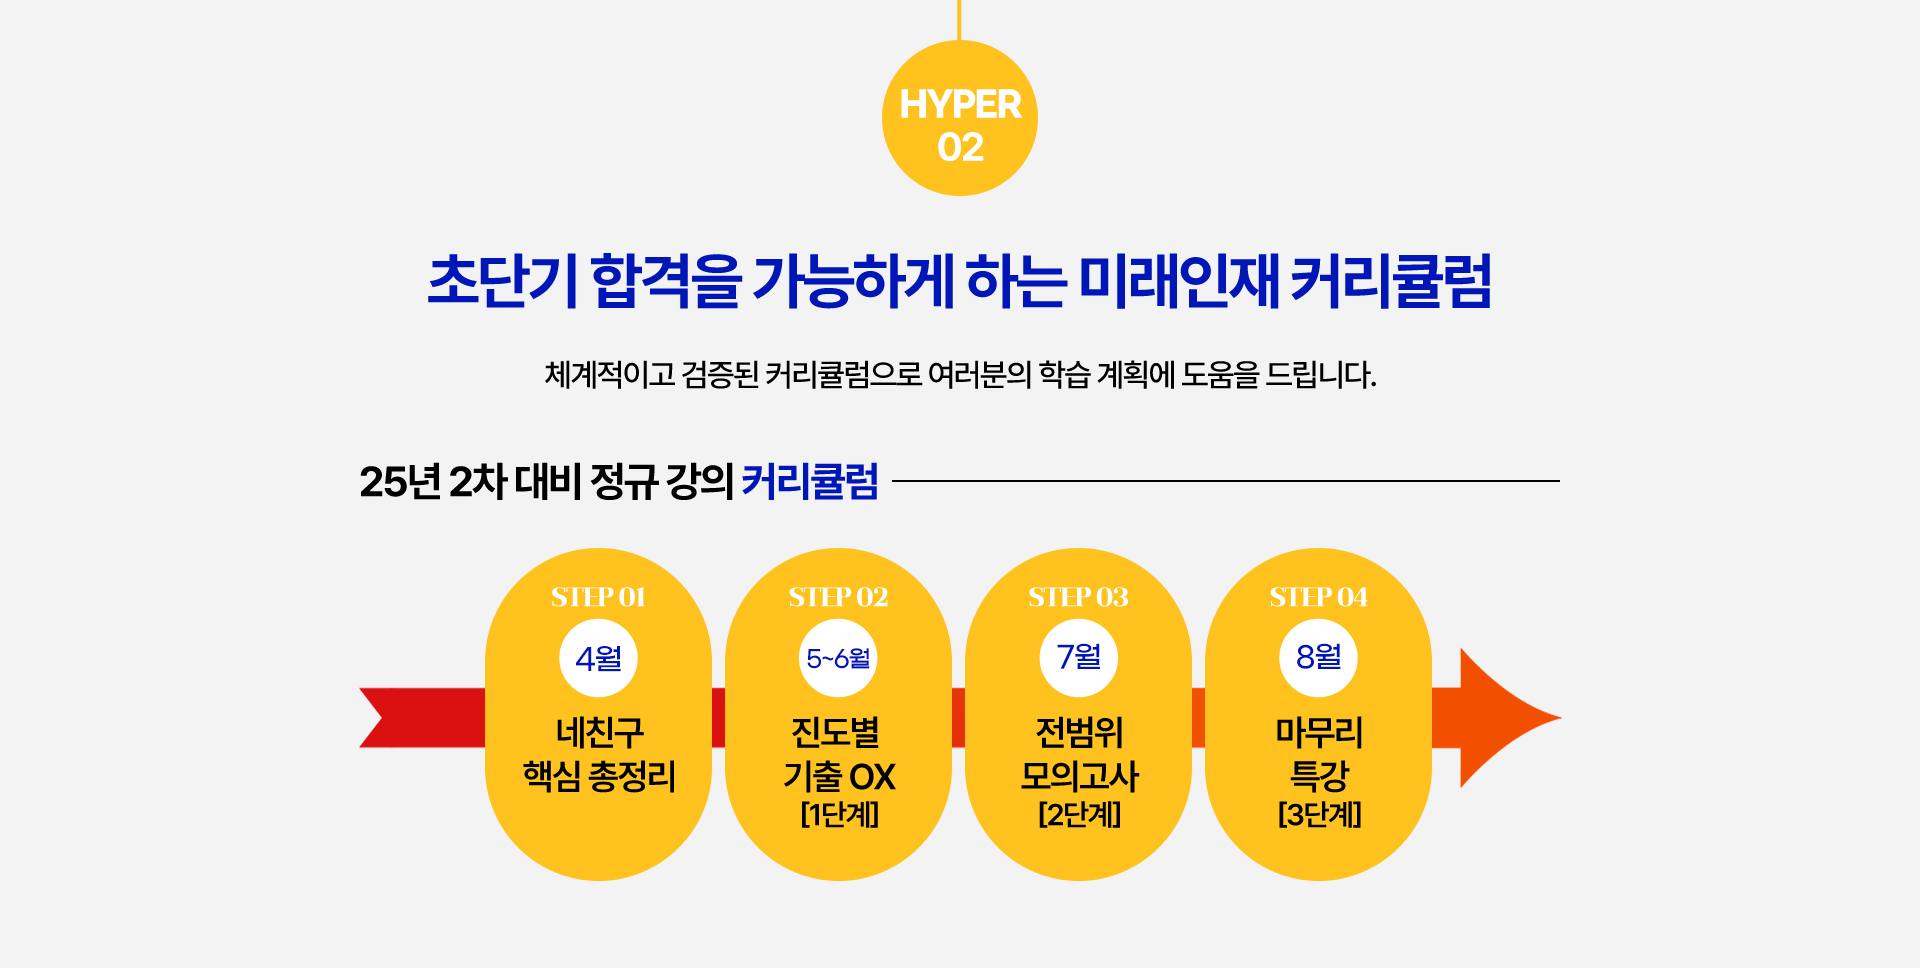 HYPER
02
초단기 합격을 가능하게 하는 미래인재 커리큘럼
체계적이고 검증된 커리큘럼으로 여러분의 학습 계획에 도움을 드립니다.
25년 2차 대비 정규 강의 커리큘럼
STEP 01
4월
네친구
핵심 총정리
STEP 02
5~6월
진도별
기출 OX
[1단계]
STEP 03
7월
전범위
모의고사
[2단계]
STEP 04
8월
마무리
특강
[3단계]